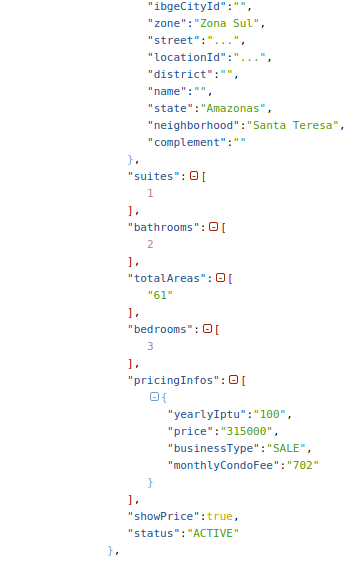 "ibgeCityId":"",
"zone":"Zona Sul",
"street":"...",
"locationId":"...",
"district":"",
"name":"",
"state":"Amazonas",
"neighborhood":"Santa Teresa",
"complement":""
},
"suites":[
1
],
"bathrooms":[
2
],
"totalAreas":[
"61"
],
"bedrooms":[
3
],
"pricingInfos":[
{
"yearlyIptu":"100",
"price":"315000",
"businessType":"SALE",
"monthlyCondoFee":"702"
}
],
"showPrice":true,
"status":"ACTIVE"
},